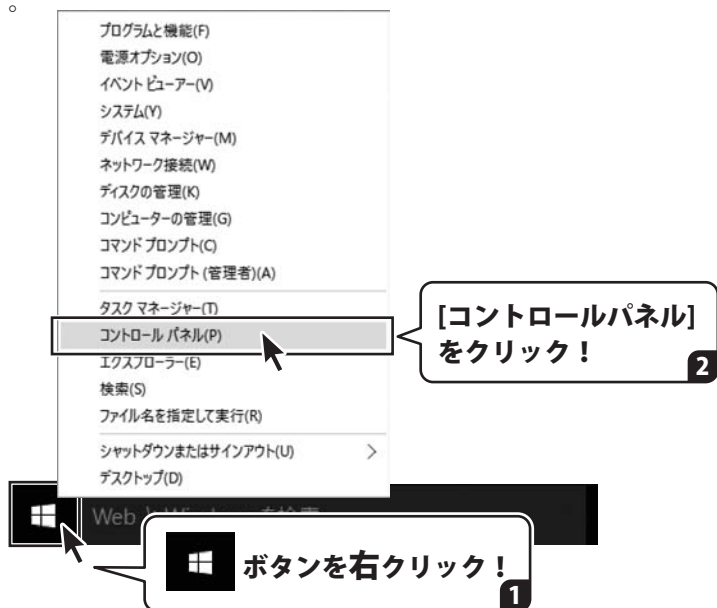 。
プログラムと機能(F)
電源オプション(O)
イベント ビューアー(V)
システム(Y)
デバイス マネージャー(M)
ネットワーク接続(W)
ディスクの管理(K)
コンピューターの管理(G)
コマンド プロンプト(C)
コマンド プロンプト (管理者)(A)
タスク マネージャー(T)
コントロール パネル(P)
エクスプローラー(E)
検索(S)
ファイル名を指定して実行(R)
シャットダウンまたはサインアウト(U)
デスクトップ(D)
[コントロールパネル]
をクリック！
2
Web
ボタンを右クリック！
1